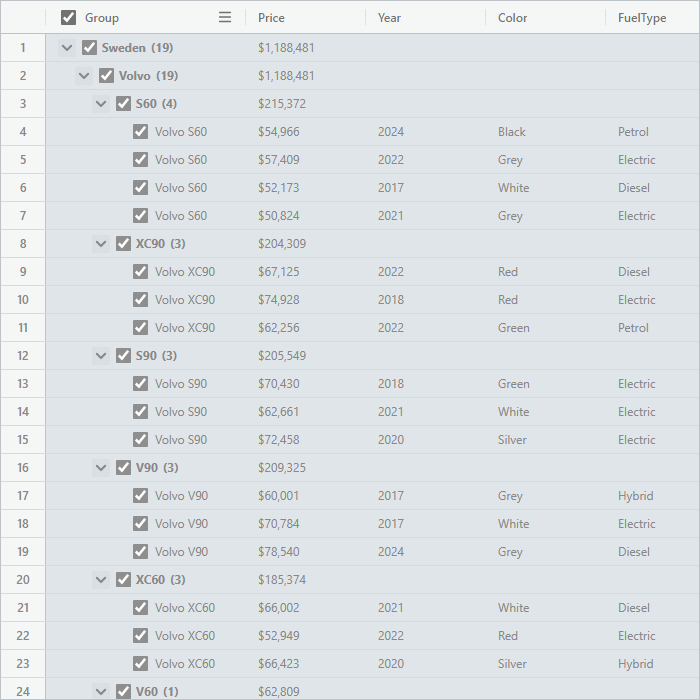 Group Price Year Color FuelType
1 Sweden (19) $1,188,481
2 Volvo (19) $1,188,481
3 S60 (4) $215,372
4 Volvo S60 $54,966 2024 Black Petrol
5 Volvo S60 $57,409 2022 Grey Electric
6 Volvo S60 $52,173 2017 White Diesel
7 Volvo S60 $50,824 2021 Grey Electric
8 XC90 (3) $204,309
9 Volvo XC90 $67,125 2022 Red Diesel
10 Volvo XC90 $74,928 2018 Red Electric
11 Volvo XC90 $62,256 2022 Green Petrol
12 S90 (3) $205,549
13 Volvo S90 $70,430 2018 Green Electric
14 Volvo S90 $62,661 2021 White Electric
15 Volvo S90 $72,458 2020 Silver Electric
16 V90 (3) $209,325
17 Volvo V90 $60,001 2017 Grey Hybrid
18 Volvo V90 $70,784 2017 White Electric
19 Volvo V90 $78,540 2024 Grey Diesel
20 XC60 (3) $185,374
21 Volvo XC60 $66,002 2021 White Diesel
22 Volvo XC60 $52,949 2022 Red Electric
23 Volvo XC60 $66,423 2020 Silver Hybrid
24 V60 (1) $62,809